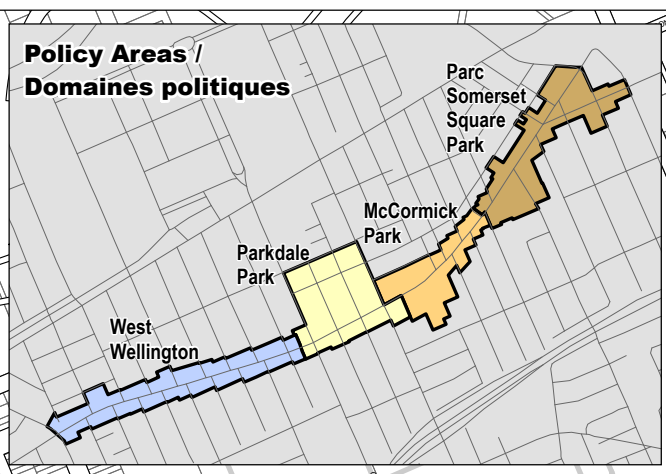 Policy Areas /
Domaines politiques
Parc
Somerset
Square
Park
McCormick
Park
Parkdale
Park
West
Wellington